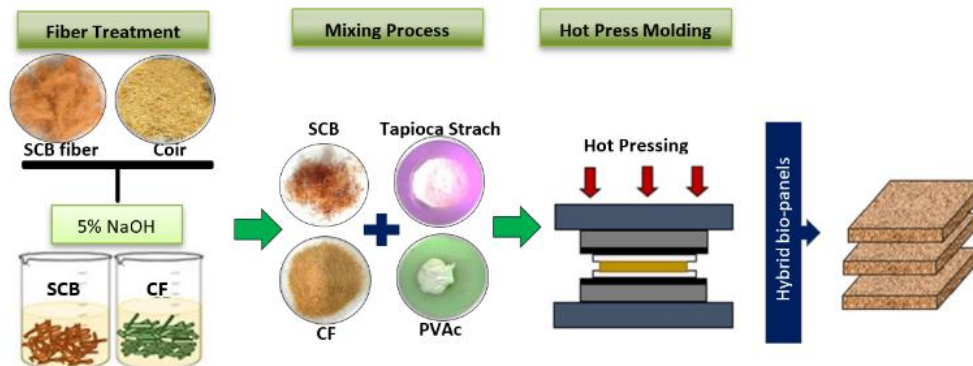 Fiber Treatment
SCB fiber
Coir
5% NaOH
SCB
CF
Mixing Process
SCB
Tapioca Strach
CF
PVAc
Hot Press Molding
Hot Pressing
Hybrid bio-panels